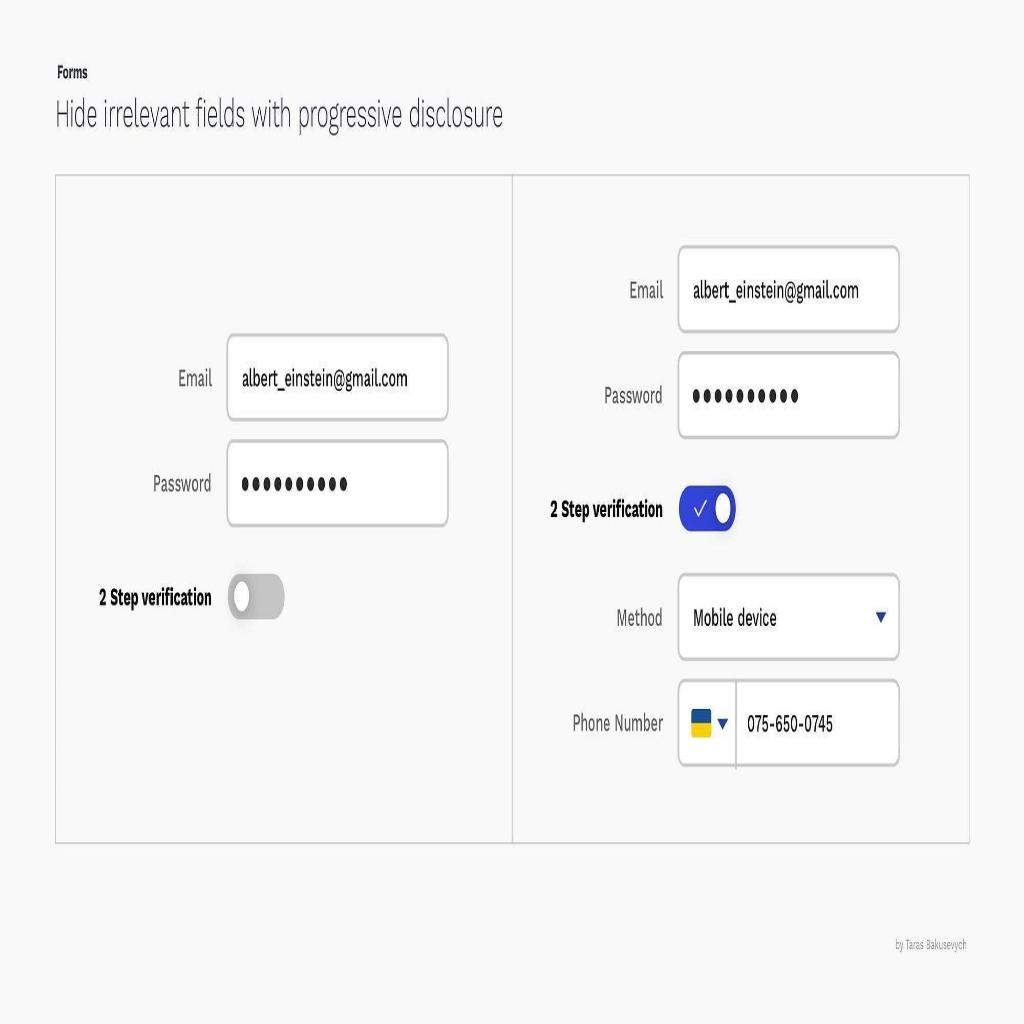 Forms
Hide irrelevant fields with progressive disclosure
Email
albert_einstein@gmail.com
Password
●●●●●●●●●●
2 Step verification
Email
albert_einstein@gmail.com
Password
●●●●●●●●●●
2 Step verification
Method
Mobile device
Phone Number
075-650-0745
by Taras Bakusevych